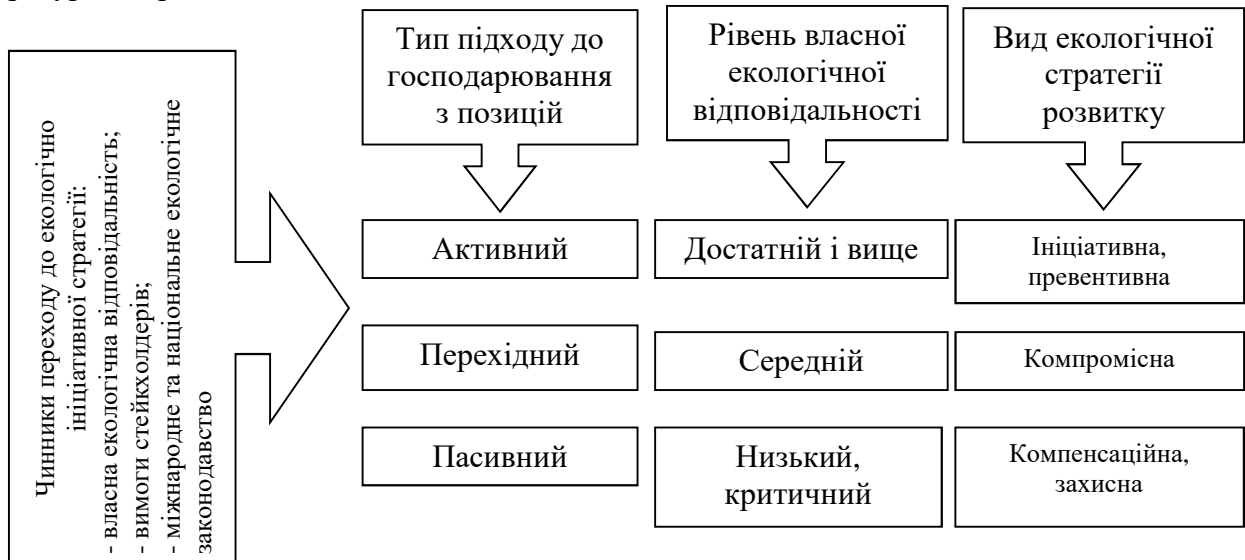 Чинники переходу до екологічно
ініціативної стратегії:
- власна екологічна відповідальність;
- вимоги стейкхолдерів;
- міжнародне та національне екологічне
законодавство
Тип підходу до
господарювання
з позицій
Рівень власної
екологічної
відповідальності
Вид екологічної
стратегії
розвитку
Активний
Достатній і вище
Ініціативна,
превентивна
Перехідний
Середній
Компромісна
Пасивний
Низький,
критичний
Компенсаційна,
захисна